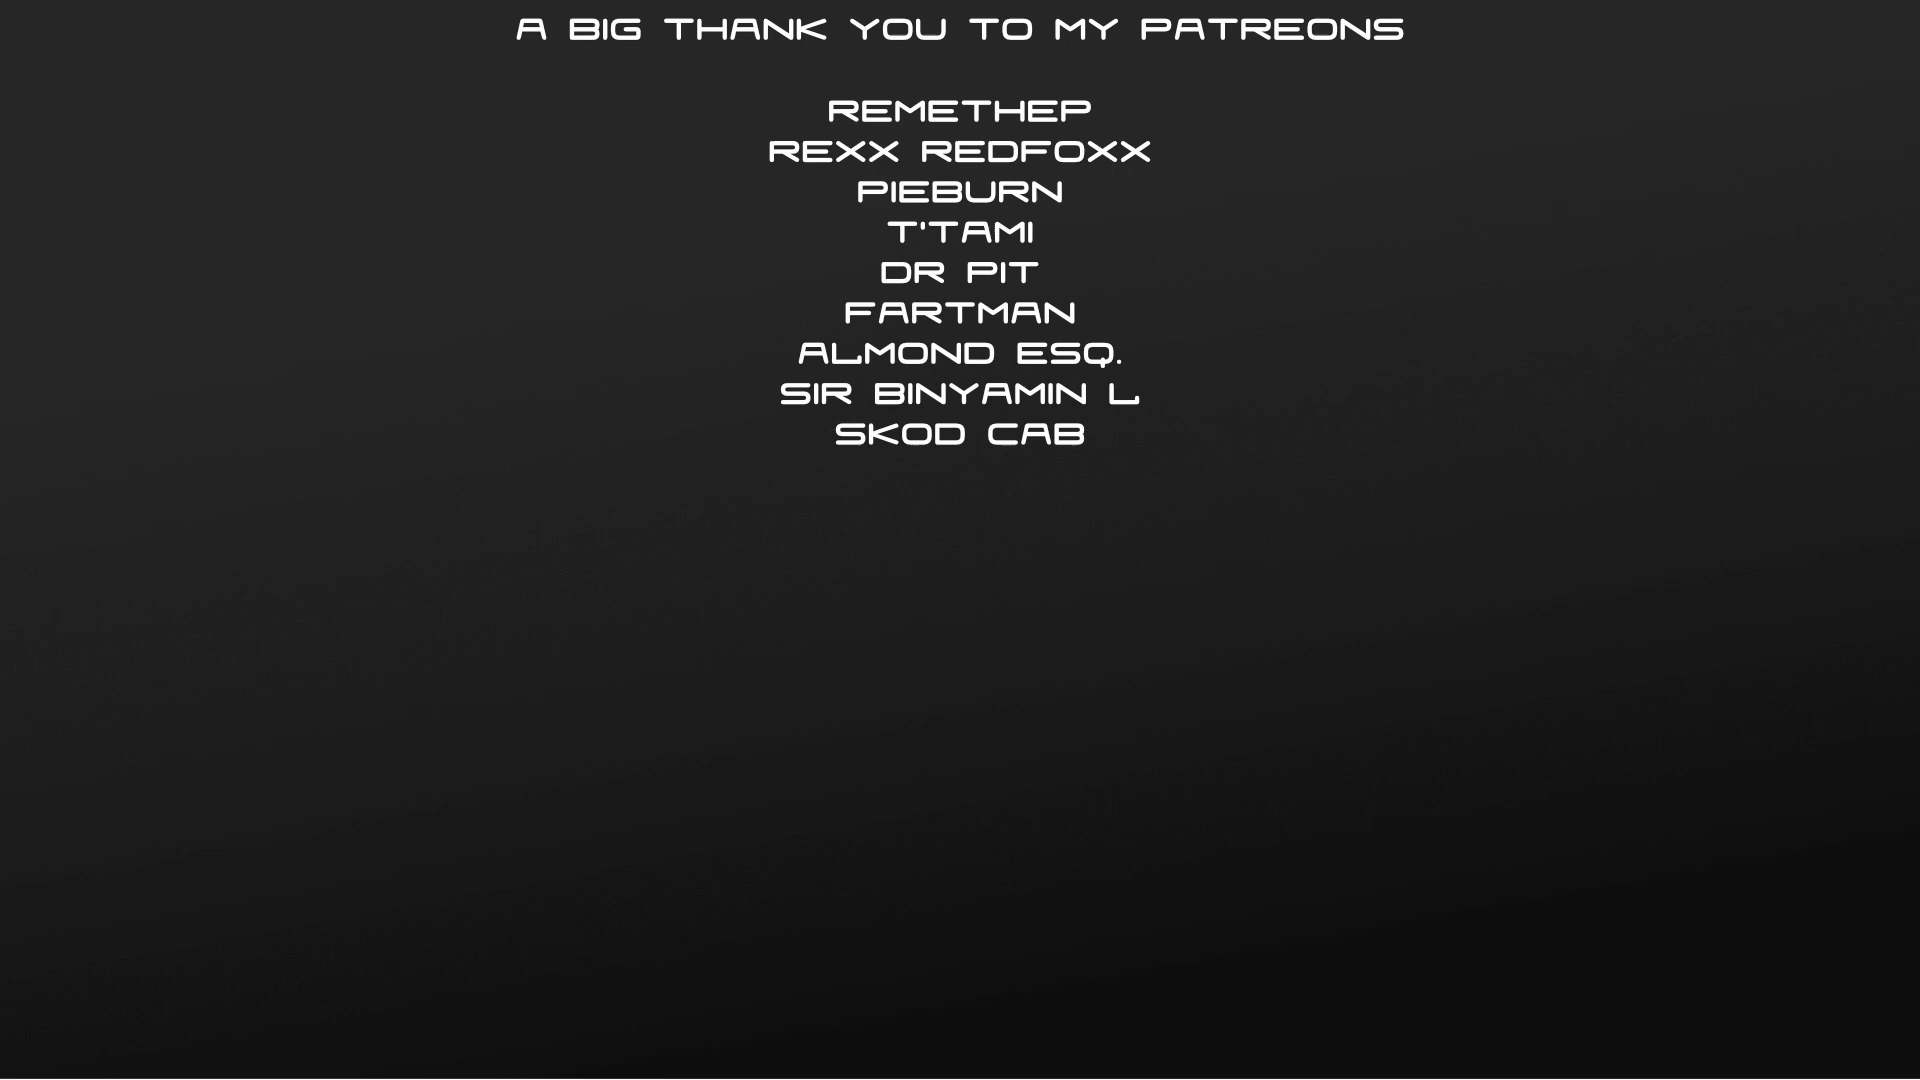 A BIG THANK YOU TO MY PATREONS
REMETHEP
REXX REDFOXX
PIEBURN
T'TAMI
DR PIT
FARTMAN
ALMOND ESQ.
SIR BINYAMIN L
SKOD CAB